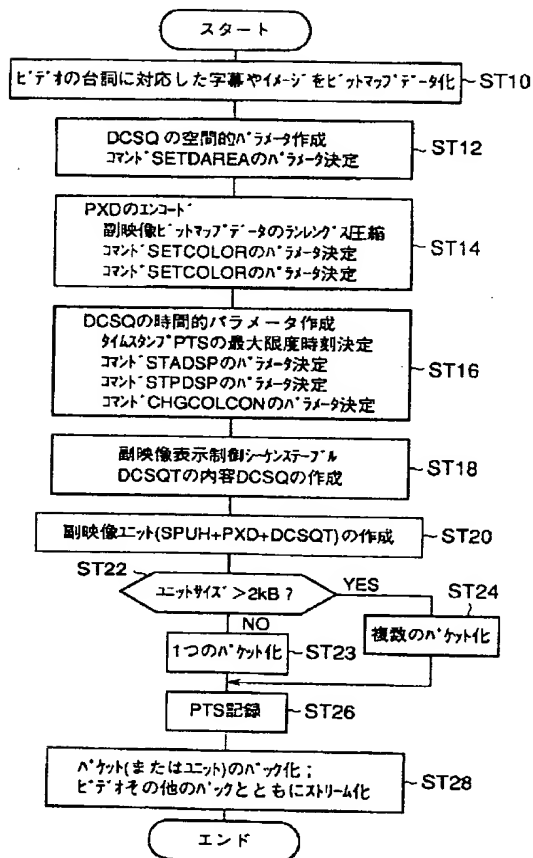 スタート
ビデオの台詞に対応した字幕やイメージをビットマップデータ化
ST10
DCSQの空間的パラメータ作成
コマンドSETDAREAのパラメータ決定
ST12
PXDのエンコード
副映像ビットマップデータのランレングス圧縮
コマンドSETCOLORのパラメータ決定
コマンドSETCOLORのパラメータ決定
ST14
DCSQの時間的パラメータ作成
タイムスタンプPTSの最大限度時刻決定
コマンドSTADSPのパラメータ決定
コマンドSTPDSPのパラメータ決定
コマンドCHGCOLCONのパラメータ決定
ST16
副映像表示制御シーケンステーブル
DCSQTの内容DCSQの作成
ST18
副映像ユニット(SPUH+PXD+DCSQT)の作成
ST20
ST22
ユニットサイズ>2kB?
YES
ST24
NO
複数のパケット化
1つのパケット化
ST23
PTS記録
ST26
パケット(またはユニット)のパック化;
ビデオその他のパックとともにストリーム化
ST28
エンド